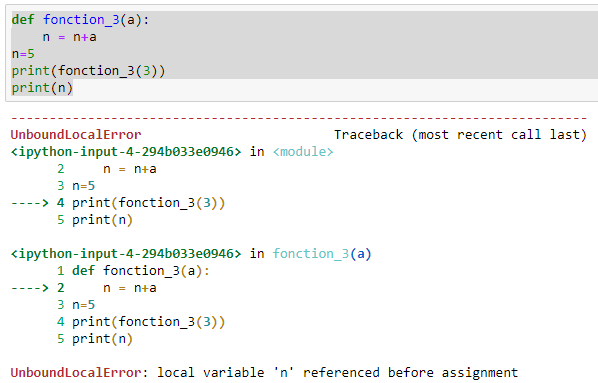 def fonction_3(a):
    n = n+a
n=5
print(fonction_3(3))
print(n)
---------------------------------------------------------------------------
UnboundLocalError                         Traceback (most recent call last)
<ipython-input-4-294b033e0946> in <module>
      2     n = n+a
      3 n=5
----> 4 print(fonction_3(3))
      5 print(n)
<ipython-input-4-294b033e0946> in fonction_3(a)
      1 def fonction_3(a):
----> 2     n = n+a
      3 n=5
      4 print(fonction_3(3))
      5 print(n)
UnboundLocalError: local variable 'n' referenced before assignment